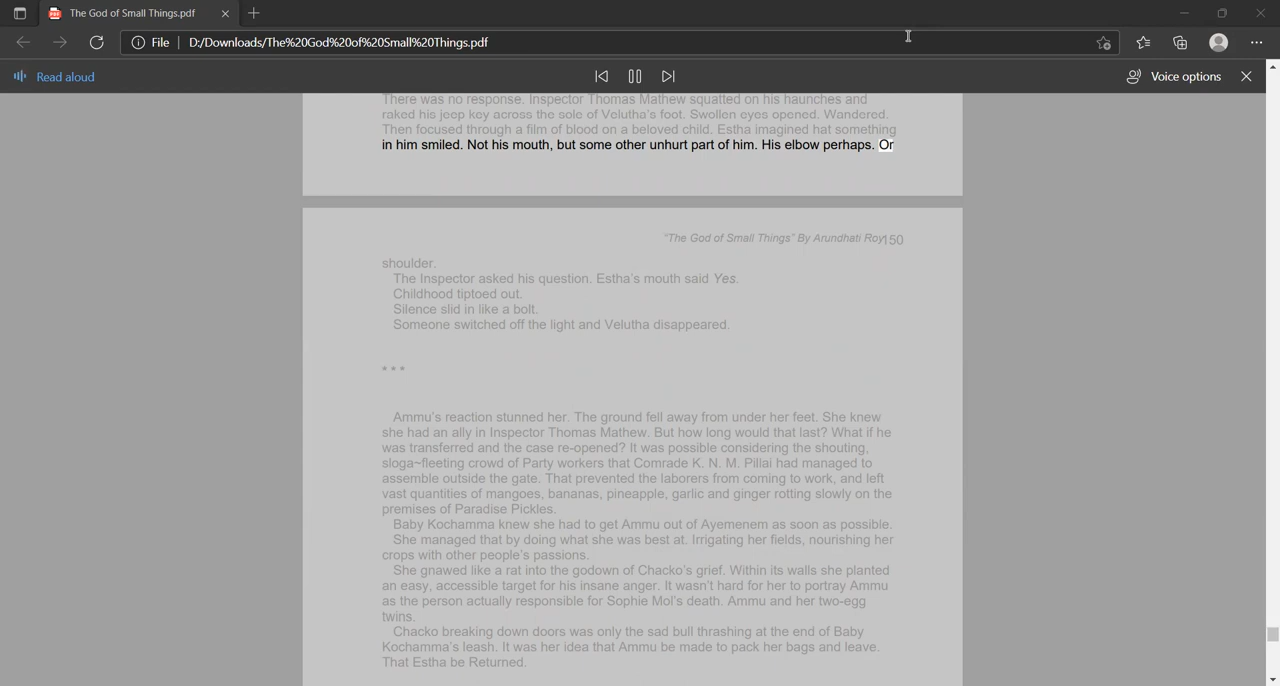 The God of Small Things.pdf
File
D:/Downloads/The%20God%20of%20Small%20Things.pdf
Read aloud
Voice options
There was no response. Inspector Thomas Mathew squatted on his haunches and
raked his jeep key across the sole of Velutha's foot. Swollen eyes opened. Wandered.
Then focused through a film of blood on a beloved child. Estha imagined hat something
in him smiled. Not his mouth, but some other unhurt part of him. His elbow perhaps. Or
"The God of Small Things" By Arundhati Roy150
shoulder.
The Inspector asked his question. Estha's mouth said Yes.
Childhood tiptoed out.
Silence slid in like a bolt.
Someone switched off the light and Velutha disappeared.
* * *
Ammu's reaction stunned her. The ground fell away from under her feet. She knew
she had an ally in Inspector Thomas Mathew. But how long would that last? What if he
was transferred and the case re-opened? It was possible considering the shouting,
sloga~fleeting crowd of Party workers that Comrade K. N. M. Pillai had managed to
assemble outside the gate. That prevented the laborers from coming to work, and left
vast quantities of mangoes, bananas, pineapple, garlic and ginger rotting slowly on the
premises of Paradise Pickles.
Baby Kochamma knew she had to get Ammu out of Ayemenem as soon as possible.
She managed that by doing what she was best at. Irrigating her fields, nourishing her
crops with other people's passions.
She gnawed like a rat into the godown of Chacko's grief. Within its walls she planted
an easy, accessible target for his insane anger. It wasn't hard for her to portray Ammu
as the person actually responsible for Sophie Mol's death. Ammu and her two-egg
twins.
Chacko breaking down doors was only the sad bull thrashing at the end of Baby
Kochamma's leash. It was her idea that Ammu be made to pack her bags and leave.
That Estha be Returned.